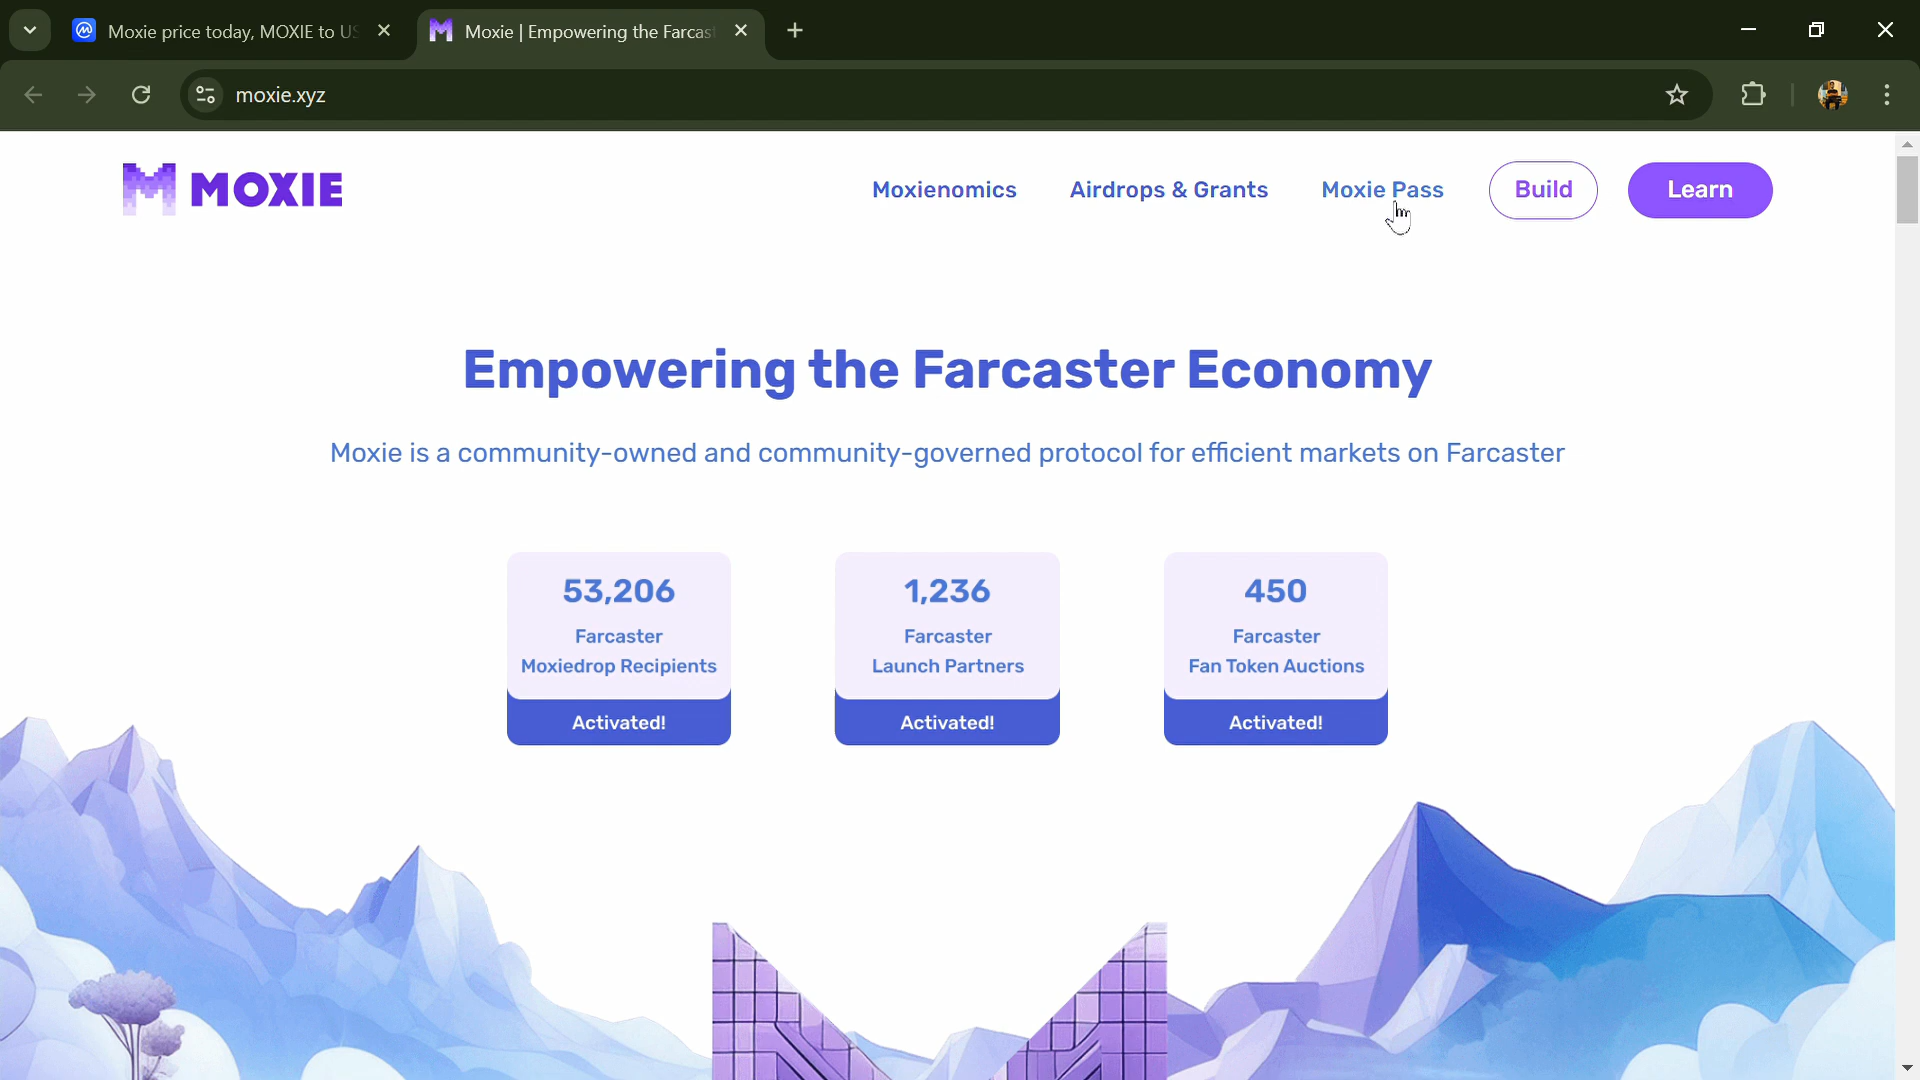 Moxie price today, MOXIE to US
Moxie | Empowering the Farcast
moxie.xyz
MOXIE
Moxienomics
Airdrops & Grants
Moxie Pass
Build
Learn
Empowering the Farcaster Economy
Moxie is a community-owned and community-governed protocol for efficient markets on Farcaster
53,206
Farcaster
Moxiedrop Recipients
Activated!
1,236
Farcaster
Launch Partners
Activated!
450
Farcaster
Fan Token Auctions
Activated!